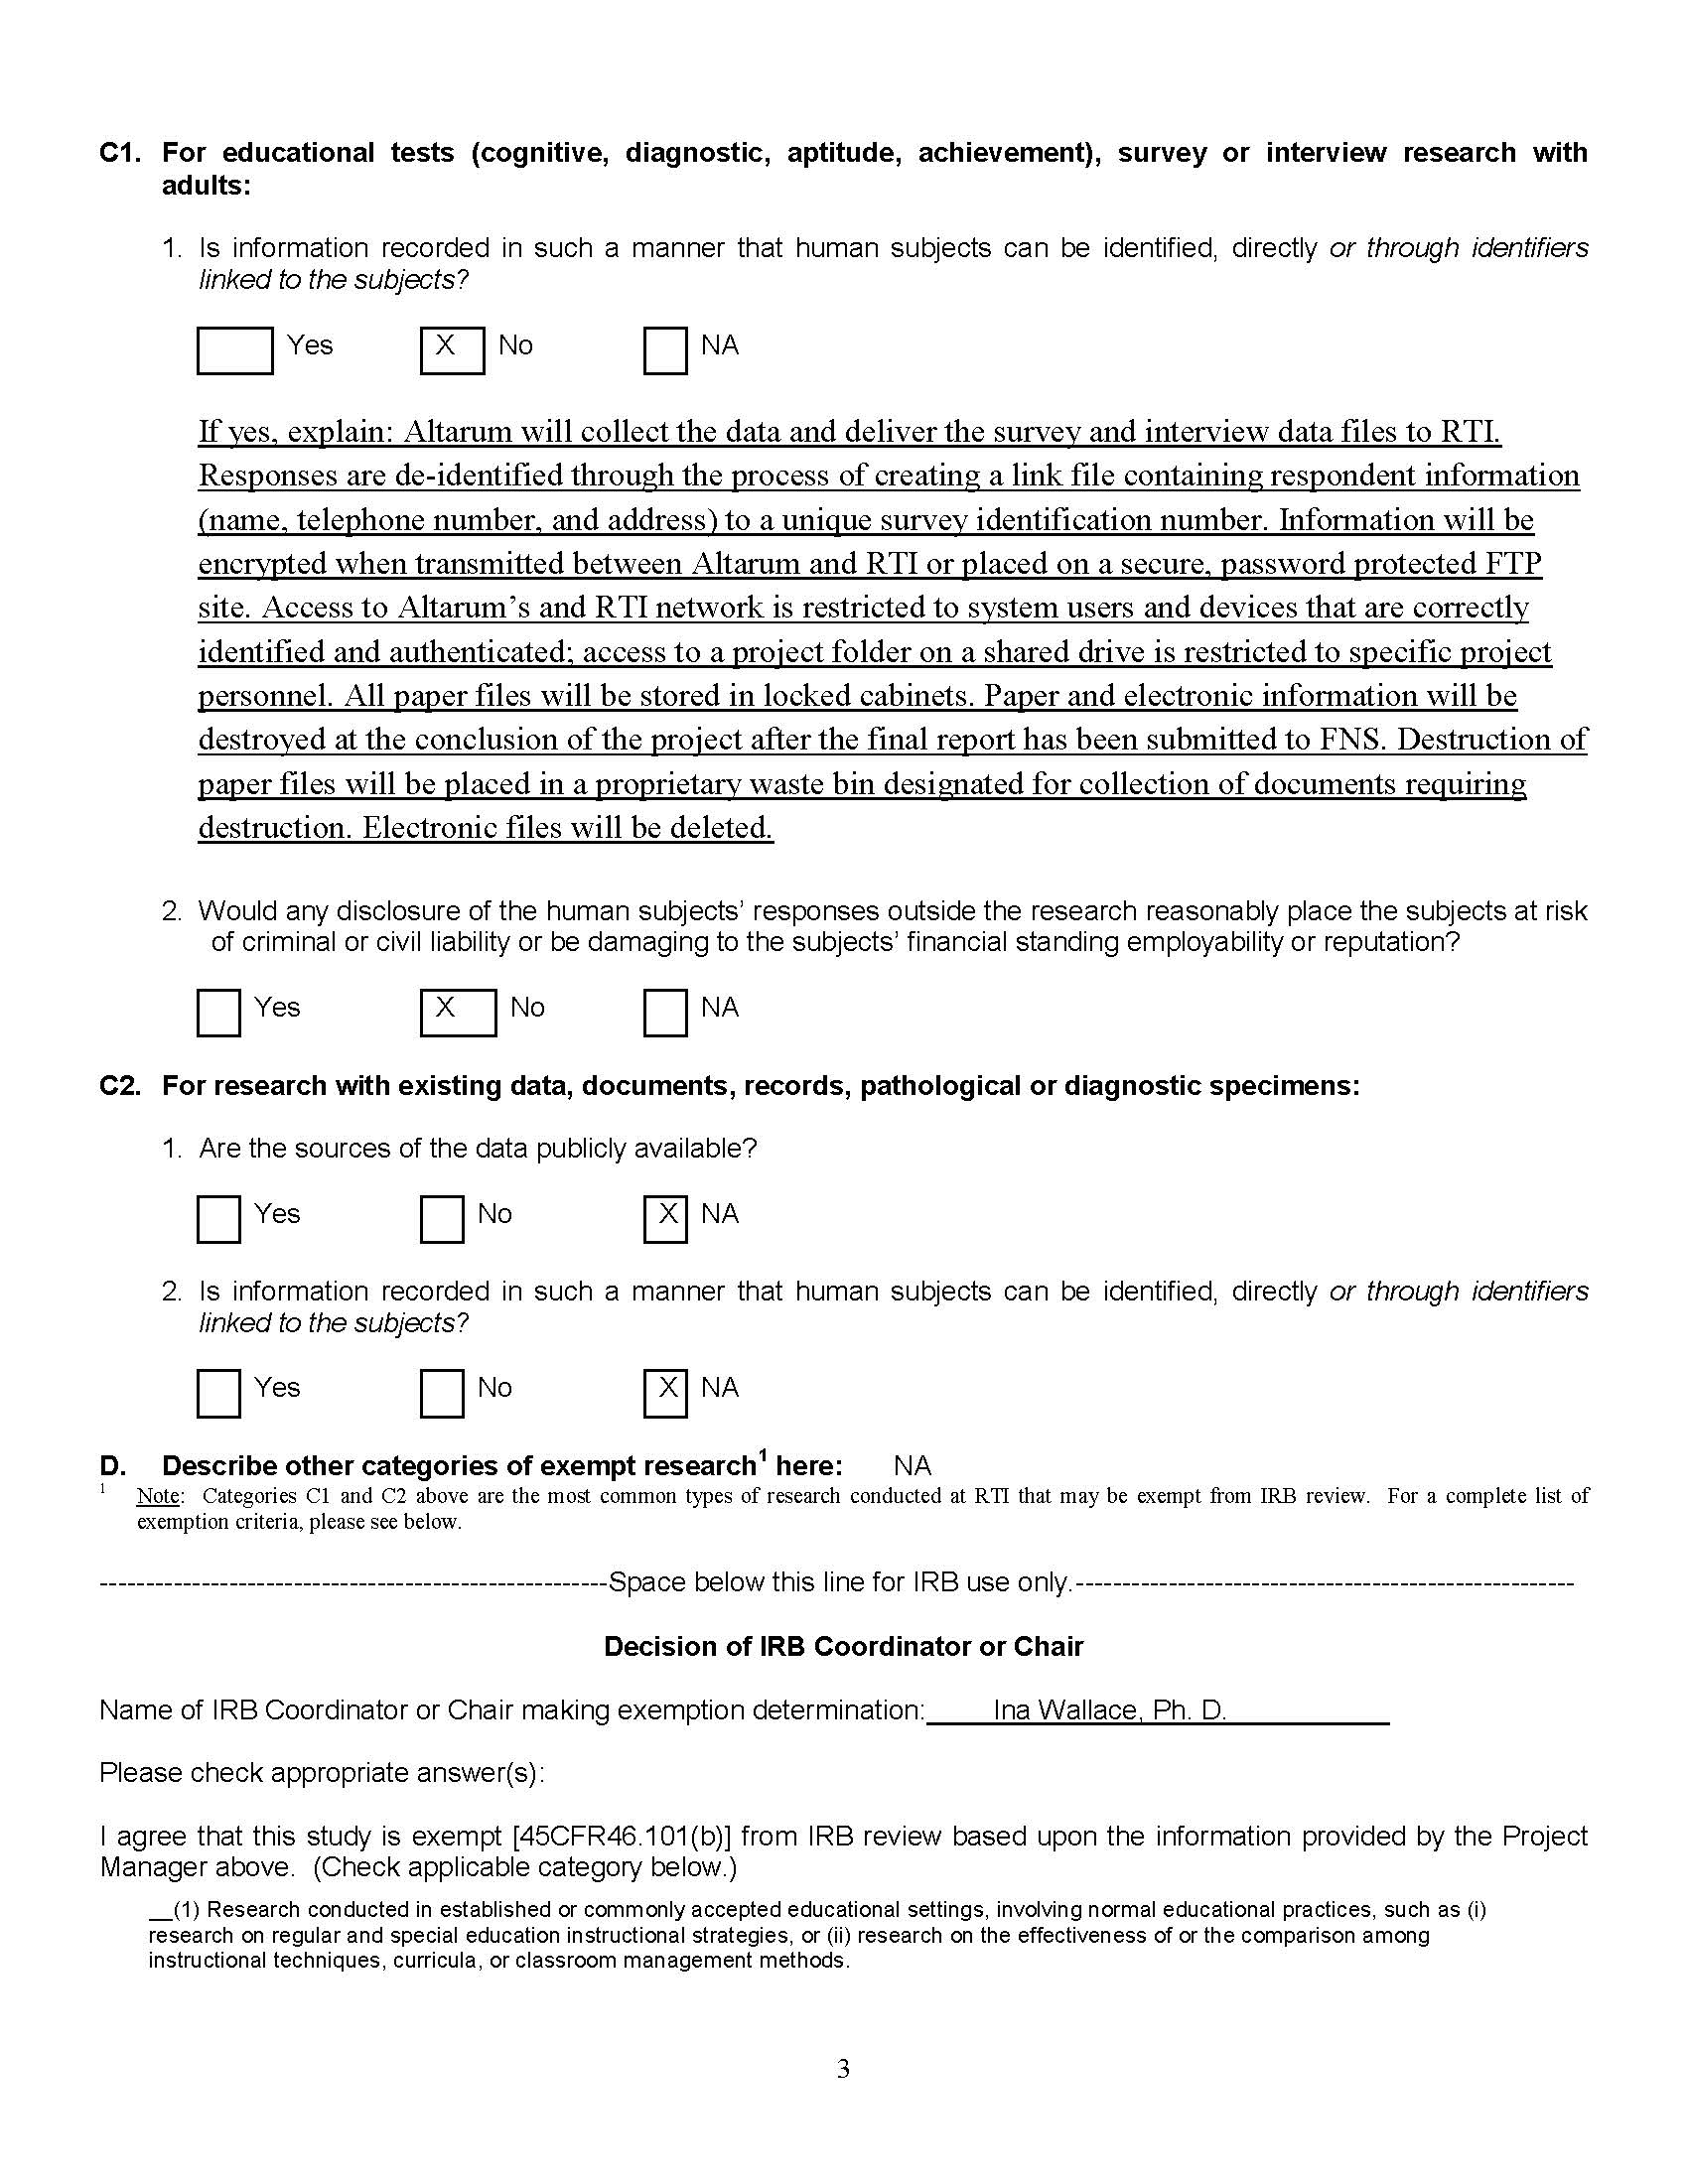 C1. For educational tests (cognitive, diagnostic, aptitude, achievement), survey or interview research with
adults:
1. Is information recorded in such a manner that human subjects can be identified, directly or through identifiers
linked to the subjects?
Yes X No NA
If yes, explain: Altarum will collect the data and deliver the survey and interview data files to RTI.
Responses are de-identified through the process of creating a link file containing respondent information
(name, telephone number, and address) to a unique survey identification number. Information will be
encrypted when transmitted between Altarum and RTI or placed on a secure, password protected FTP
site. Access to Altarum’s and RTI network is restricted to system users and devices that are correctly
identified and authenticated; access to a project folder on a shared drive is restricted to specific project
personnel. All paper files will be stored in locked cabinets. Paper and electronic information will be
destroyed at the conclusion of the project after the final report has been submitted to FNS. Destruction of
paper files will be placed in a proprietary waste bin designated for collection of documents requiring
destruction. Electronic files will be deleted.
2. Would any disclosure of the human subjects’ responses outside the research reasonably place the subjects at risk
of criminal or civil liability or be damaging to the subjects’ financial standing employability or reputation?
Yes X No NA
C2. For research with existing data, documents, records, pathological or diagnostic specimens:
1. Are the sources of the data publicly available?
Yes No X NA
2. Is information recorded in such a manner that human subjects can be identified, directly or through identifiers
linked to the subjects?
Yes No X NA
D. Describe other categories of exempt research1 here: NA
1 Note: Categories C1 and C2 above are the most common types of research conducted at RTI that may be exempt from IRB review. For a complete list of
exemption criteria, please see below.
-------------------------------------------------------Space below this line for IRB use only.------------------------------------------------------
Decision of IRB Coordinator or Chair
Name of IRB Coordinator or Chair making exemption determination:____ Ina Wallace, Ph. D.__________
Please check appropriate answer(s):
I agree that this study is exempt [45CFR46.101(b)] from IRB review based upon the information provided by the Project
Manager above. (Check applicable category below.)
__(1) Research conducted in established or commonly accepted educational settings, involving normal educational practices, such as (i)
research on regular and special education instructional strategies, or (ii) research on the effectiveness of or the comparison among
instructional techniques, curricula, or classroom management methods.
3